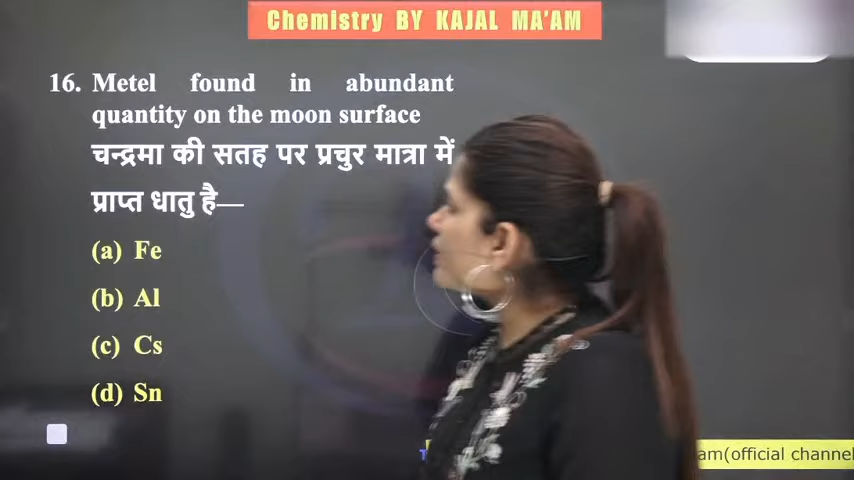 Chemistry BY KAJAL MA'AM
16. Metel found in abundant
quantity on the moon surface
चन्द्रमा की सतह पर प्रचुर मात्रा में
प्राप्त धातु है—
(a) Fe
(b) Al
(c) Cs
(d) Sn
am(official channel